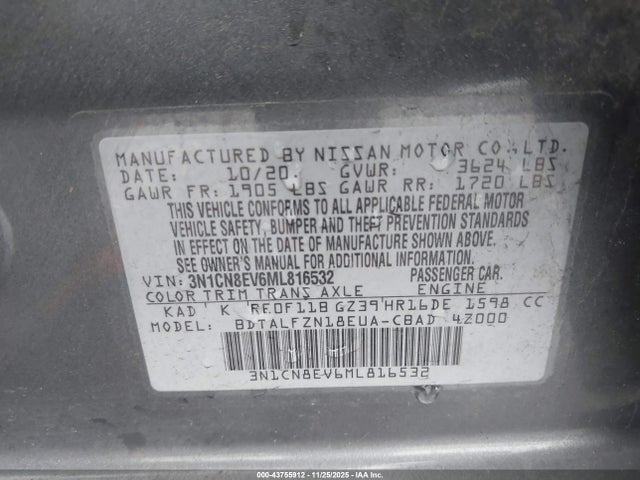 MANUFACTURED BY NISSAN MOTOR CO.,LTD.
DATE: 10/20 GVWR: 3624 LBS
GAWR FR: 1905 LBS GAWR RR: 1720 LBS
THIS VEHICLE CONFORMS TO ALL APPLICABLE FEDERAL MOTOR
VEHICLE SAFETY, BUMPER AND THEFT PREVENTION STANDARDS
IN EFFECT ON THE DATE OF MANUFACTURE SHOWN ABOVE.
SEE OWNER'S MANUAL FOR ADDITIONAL INFORMATION.
VIN: 3N1CN8EV6ML816532 PASSENGER CAR.
COLOR TRIM TRANS AXLE ENGINE
KAD K RE0F11B GZ39 HR16DE 1598 CC
MODEL: BDTALFZN18EUA-CBAD 4Z000
3N1CN8EV6ML816532
000-43755912 - 11/25/2025 - IAAI.COM